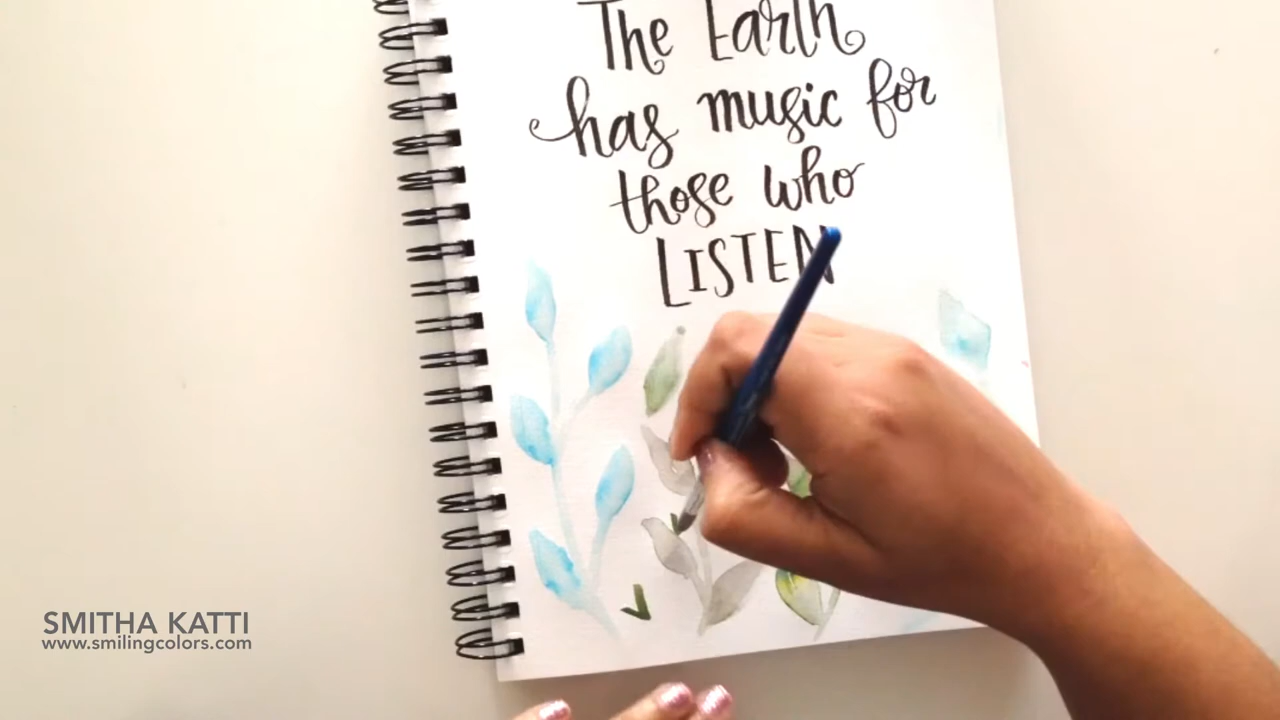 The Earth
has music for
those who
LISTEN
SMITHA KATTI
www.smilingcolors.com